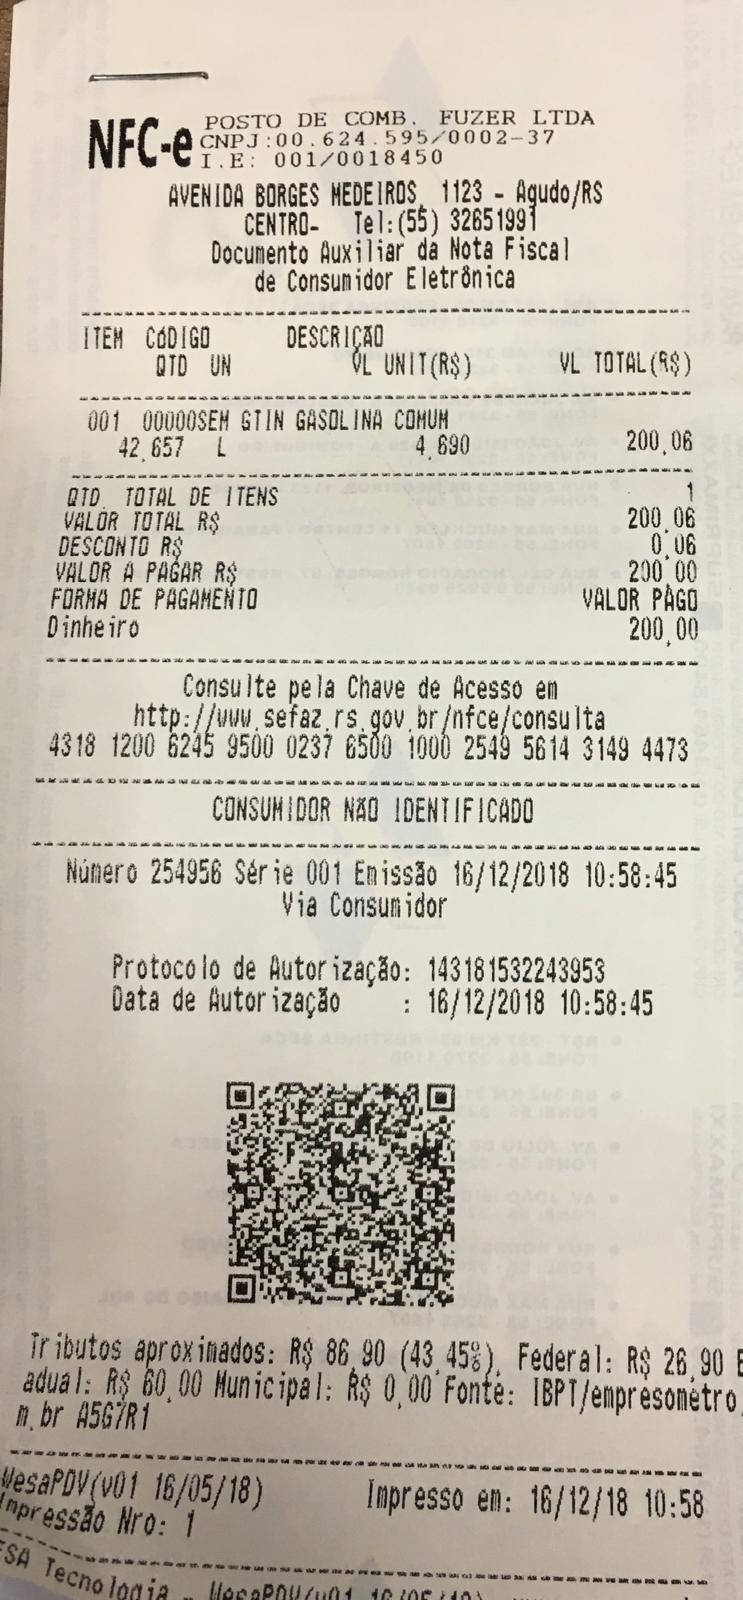 NFC-e
POSTO DE COMB. FUZER LTDA
CNPJ:00.624.595/0002-37
I.E: 001/0018450
AVENIDA BORGES MEDEIROS, 1123 - Agudo/RS
CENTRO- Tel:(55) 32651991
Documento Auxiliar da Nota Fiscal
de Consumidor Eletrônica
ITEM CóDIGO DESCRIÇÃO
QTD UN VL UNIT(R$) VL TOTAL(R$)
001 00000SEM GTIN GASOLINA COMUM
42,657 L 4,690 200,06
QTD. TOTAL DE ITENS 1
VALOR TOTAL R$ 200,06
DESCONTO R$ 0,06
VALOR A PAGAR R$ 200,00
FORMA DE PAGAMENTO VALOR PAGO
Dinheiro 200,00
Consulte pela Chave de Acesso em
http://www.sefaz.rs.gov.br/nfce/consulta
4318 1200 6245 9500 0237 6500 1000 2549 5614 3149 4473
CONSUMIDOR NÃO IDENTIFICADO
Número 254956 Série 001 Emissão 16/12/2018 10:58:45
Via Consumidor
Protocolo de Autorização: 143181532243953
Data de Autorização : 16/12/2018 10:58:45
Tributos aproximados: R$ 86,90 (43,45%), Federal: R$ 26,90 E
adual: R$ 60,00 Municipal: R$ 0,00 Fonte: IBPT/empresometro.
m.br A5G7R1
WesaPDV(v01 16/05/18) Impresso em: 16/12/18 10:58
Impressão Nro: 1
ESA Tecnologia - WesaPDV(v01 16/05/18)